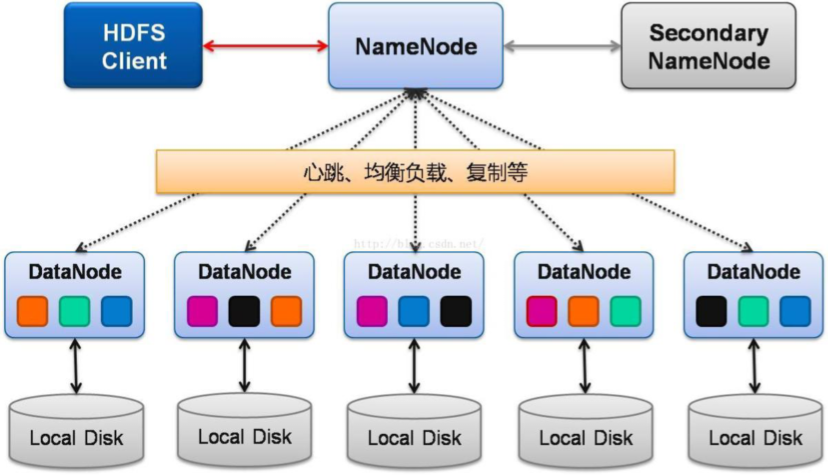 HDFS
Client
NameNode
Secondary
NameNode
心跳、均衡负载、复制等
http://blog.csdn.net/
DataNode
DataNode
DataNode
DataNode
DataNode
Local Disk
Local Disk
Local Disk
Local Disk
Local Disk